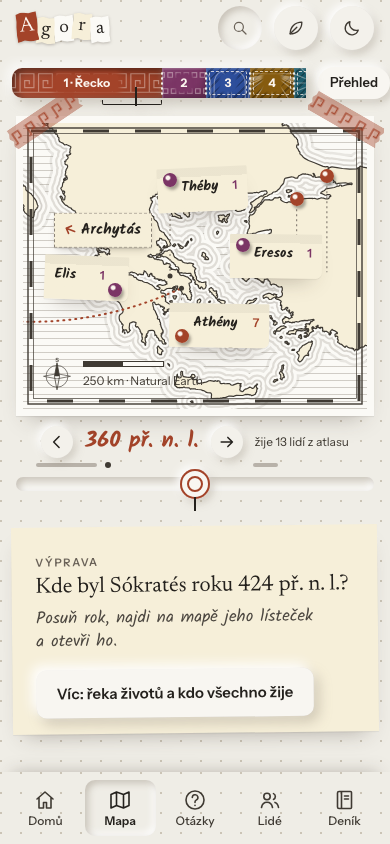 Agora
1·Řecko 2 3 4 Přehled
Théby 1
← Archytás
Elis 1
Eresos 1
Athény 7
S
250 km · Natural Earth
360 př. n. l.
žije 13 lidí z atlasu
VÝPRAVA
Kde byl Sókratés roku 424 př. n. l.?
Posuň rok, najdi na mapě jeho lísteček
a otevři ho.
Víc: řeka životů a kdo všechno žije
Domů Mapa Otázky Lidé Deník